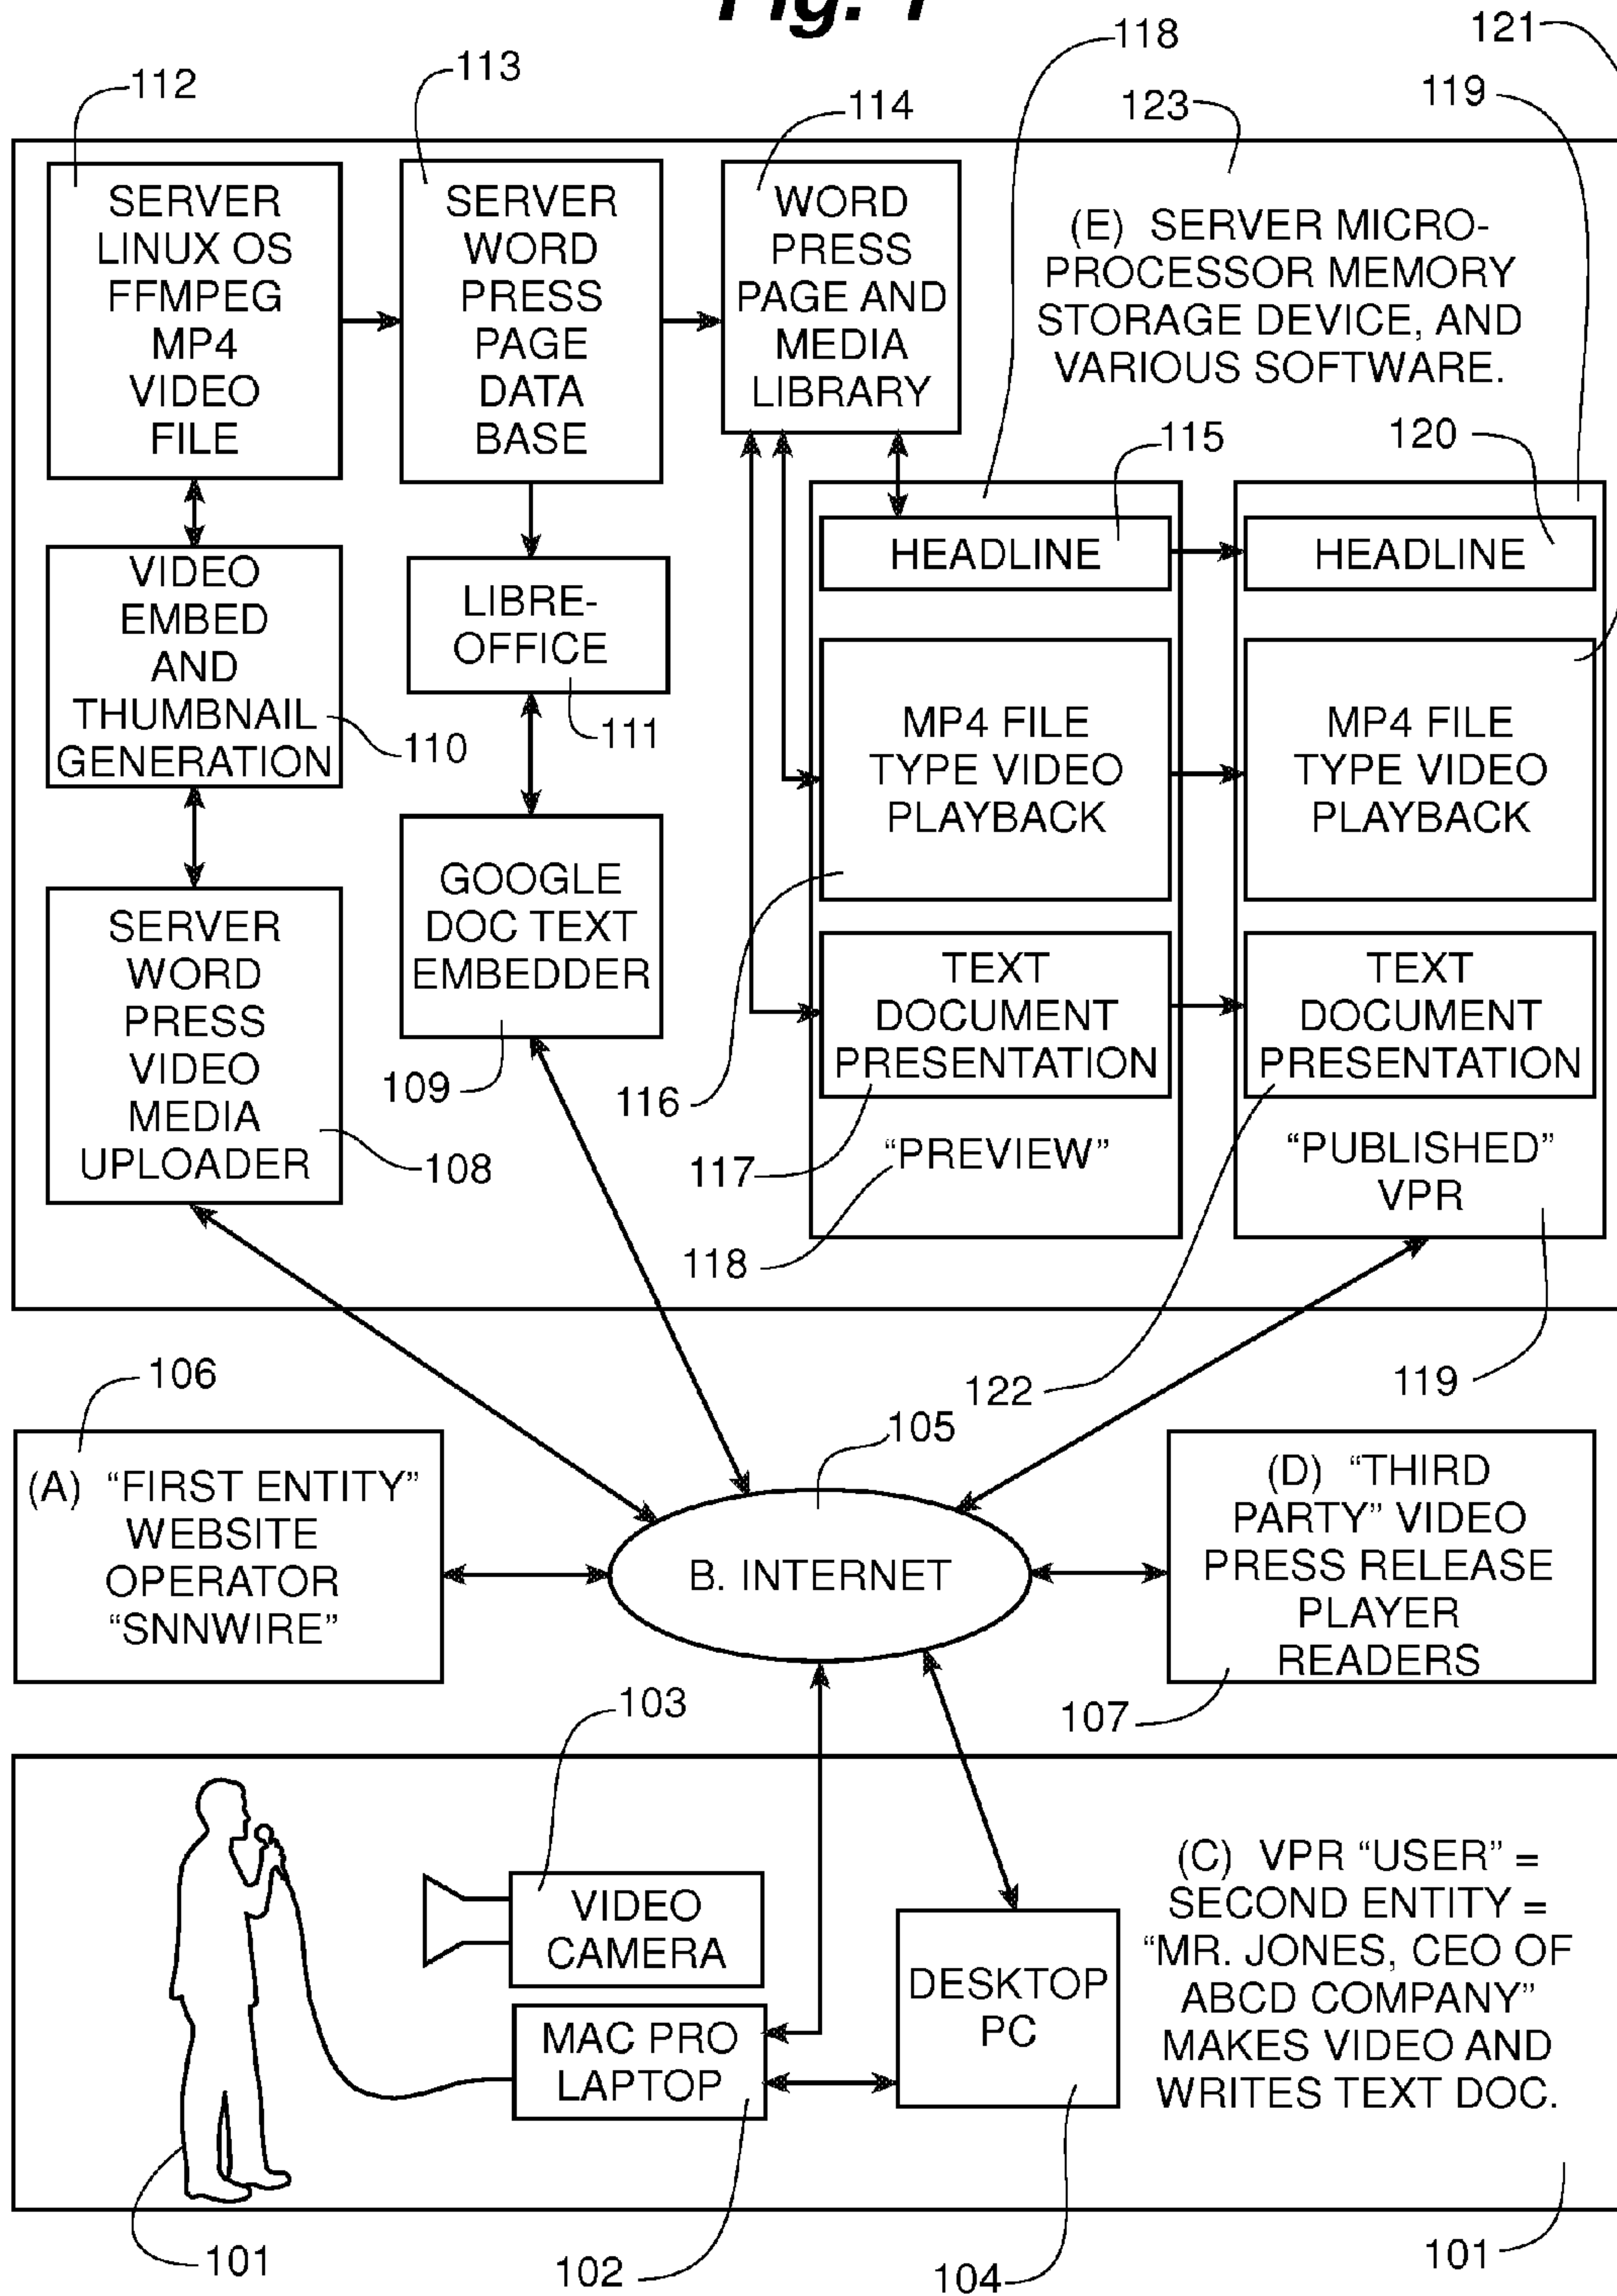 Fig. 1
118
121
112
113
114
123
119
SERVER
LINUX OS
FFMPEG
MP4
VIDEO
FILE
SERVER
WORD
PRESS
PAGE
DATA
BASE
WORD
PRESS
PAGE AND
MEDIA
LIBRARY
(E) SERVER MICRO-
PROCESSOR MEMORY
STORAGE DEVICE, AND
VARIOUS SOFTWARE.
115
120
VIDEO
EMBED
AND
THUMBNAIL
GENERATION
110
LIBRE-
OFFICE
111
HEADLINE
HEADLINE
MP4 FILE
TYPE VIDEO
PLAYBACK
MP4 FILE
TYPE VIDEO
PLAYBACK
SERVER
WORD
PRESS
VIDEO
MEDIA
UPLOADER
108
GOOGLE
DOC TEXT
EMBEDDER
109
116
TEXT
DOCUMENT
PRESENTATION
TEXT
DOCUMENT
PRESENTATION
117
“PREVIEW”
118
“PUBLISHED”
VPR
122
119
106
105
(A) “FIRST ENTITY”
WEBSITE
OPERATOR
“SNNWIRE”
B. INTERNET
(D) “THIRD
PARTY” VIDEO
PRESS RELEASE
PLAYER
READERS
107
103
VIDEO
CAMERA
MAC PRO
LAPTOP
DESKTOP
PC
(C) VPR “USER” =
SECOND ENTITY =
“MR. JONES, CEO OF
ABCD COMPANY”
MAKES VIDEO AND
WRITES TEXT DOC.
101
102
104
101